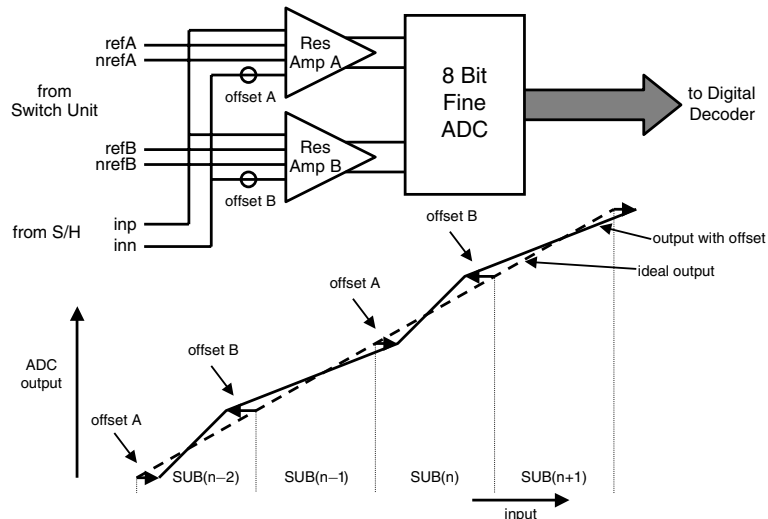 refA
nrefA
from
Switch Unit
Res
Amp A
offset A
8 Bit
Fine
ADC
to Digital
Decoder
refB
nrefB
Res
Amp B
offset B
from S/H
inp
inn
offset B
output with offset
ideal output
offset A
offset B
ADC
output
offset A
SUB(n−2)
SUB(n−1)
SUB(n)
SUB(n+1)
input